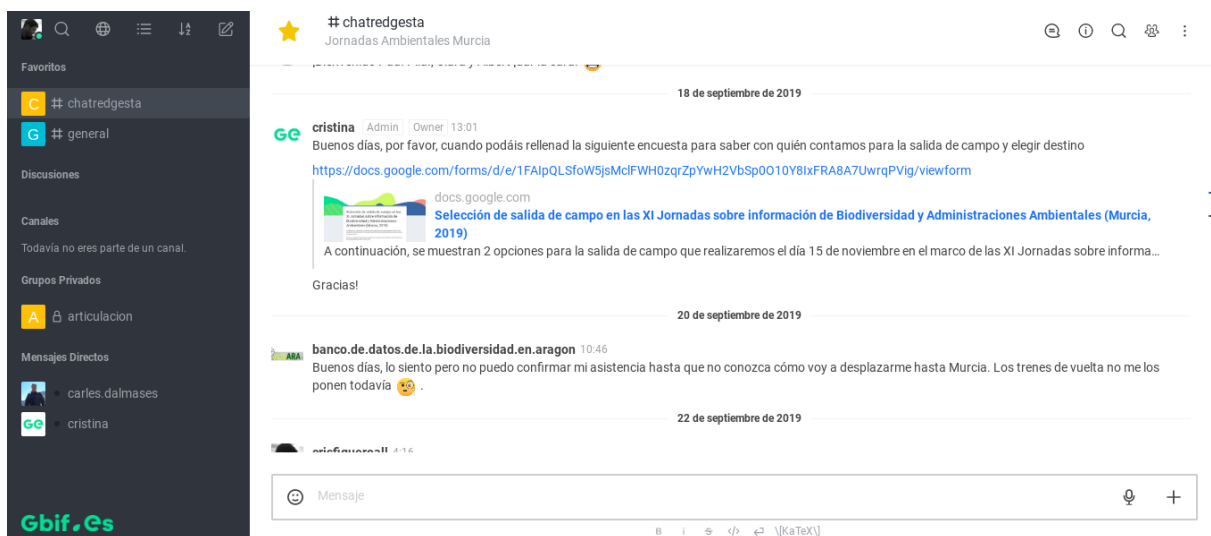 Favoritos
C # chatredgesta
G # general
Discusiones
Canales
Todavía no eres parte de un canal.
Grupos Privados
A articulacion
Mensajes Directos
carles.dalmases
GE cristina
Gbif.es
# chatredgesta
Jornadas Ambientales Murcia
18 de septiembre de 2019
GE cristina Admin Owner 13:01
Buenos días, por favor, cuando podáis rellenad la siguiente encuesta para saber con quién contamos para la salida de campo y elegir destino
https://docs.google.com/forms/d/e/1FAIpQLSfoW5jsMclFWH0zqrZpYwH2VbSp0O10Y8IxFRA8A7UwrqPVig/viewform
docs.google.com
Selección de salida de campo en las XI Jornadas sobre información de Biodiversidad y Administraciones Ambientales (Murcia,
2019)
A continuación, se muestran 2 opciones para la salida de campo que realizaremos el día 15 de noviembre en el marco de las XI Jornadas sobre informa...
Gracias!
20 de septiembre de 2019
ARA banco.de.datos.de.la.biodiversidad.en.aragon 10:46
Buenos días, lo siento pero no puedo confirmar mi asistencia hasta que no conozca cómo voy a desplazarme hasta Murcia. Los trenes de vuelta no me los
ponen todavía 🧐 .
22 de septiembre de 2019
4:16
Mensaje
B i S </> \[KaTeX\]